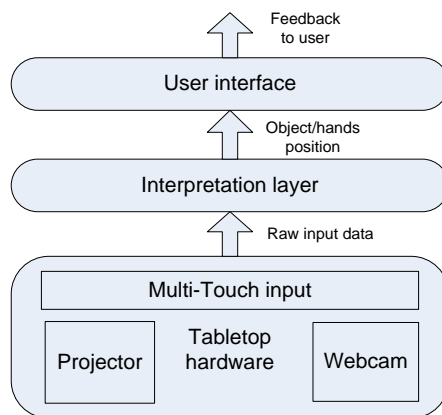 Feedback
to user
User interface
Object/hands
position
Interpretation layer
Raw input data
Multi-Touch input
Projector
Tabletop
hardware
Webcam